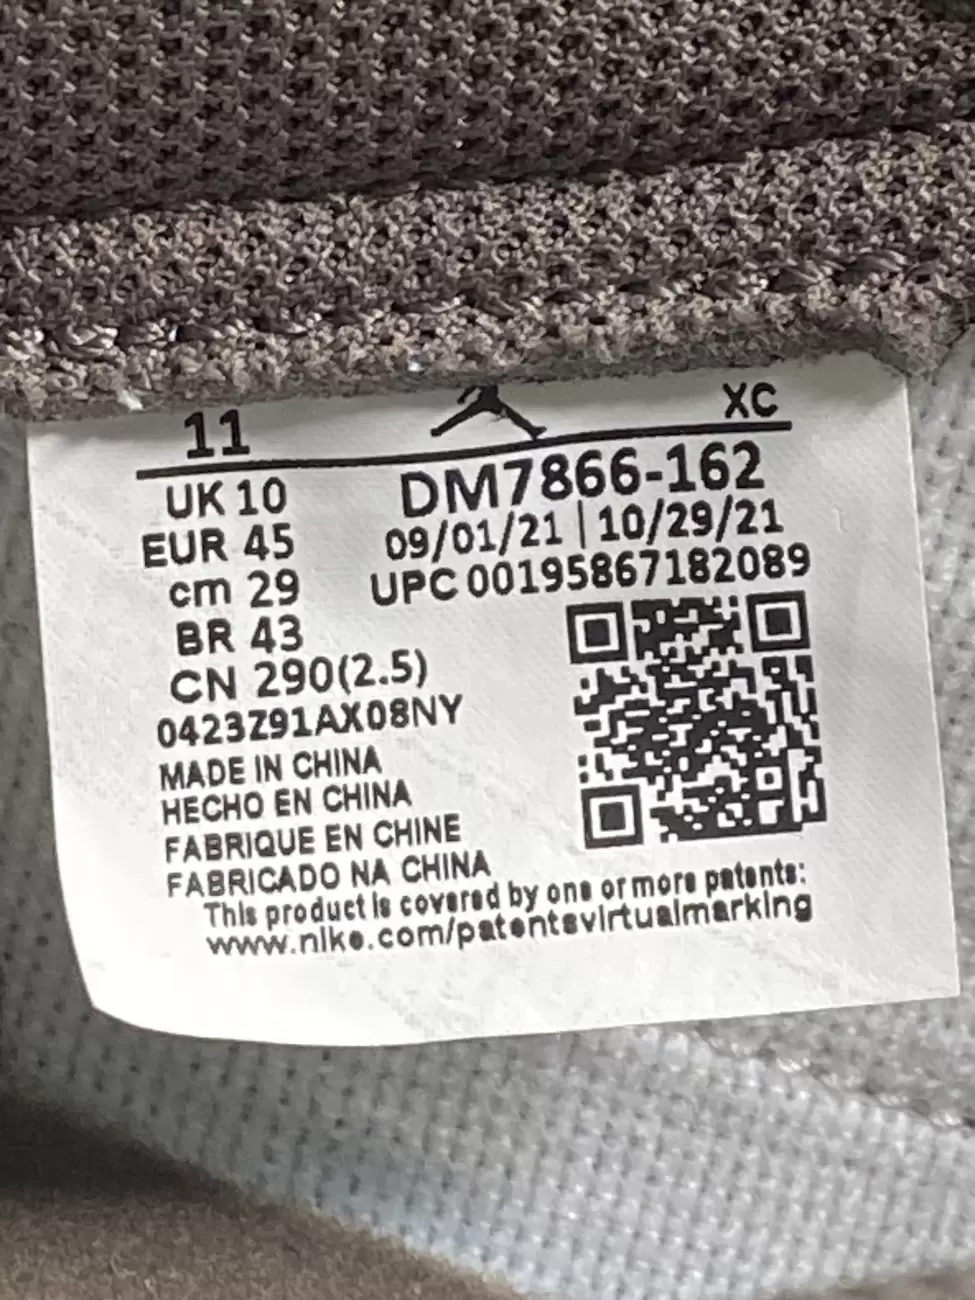 11 XC
UK 10 DM7866-162
EUR 45 09/01/21 | 10/29/21
cm 29 UPC 00195867182089
BR 43
CN 290(2.5)
0423Z91AX08NY
MADE IN CHINA
HECHO EN CHINA
FABRIQUE EN CHINE
FABRICADO NA CHINA
This product is covered by one or more patents:
www.nike.com/patentsvirtualmarking